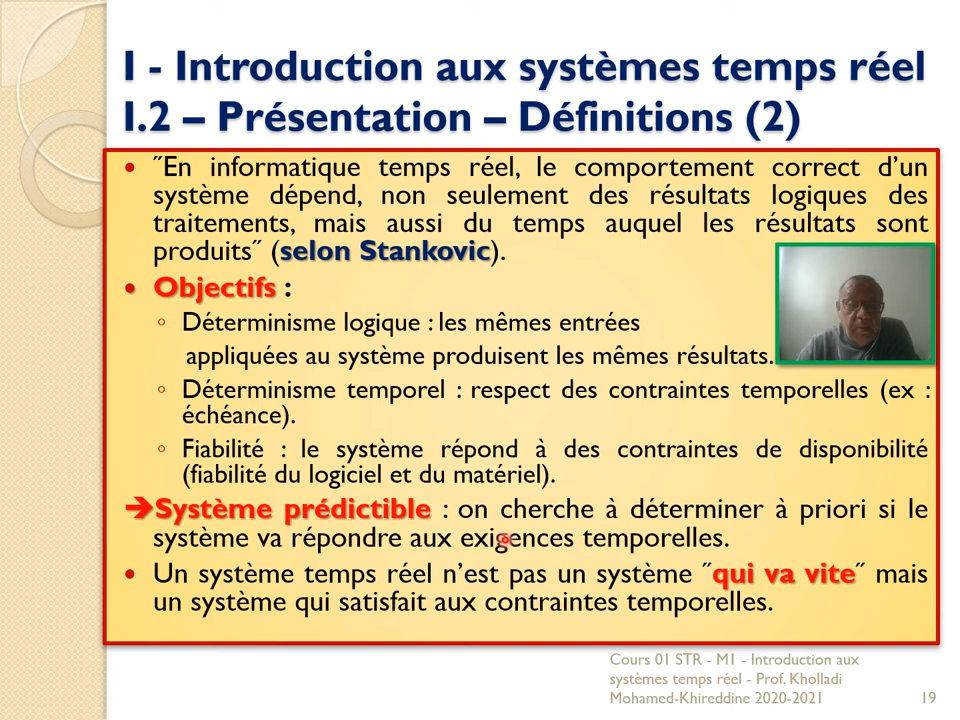 I - Introduction aux systèmes temps réel
I.2 – Présentation – Définitions (2)
• ˝En informatique temps réel, le comportement correct d’un
système dépend, non seulement des résultats logiques des
traitements, mais aussi du temps auquel les résultats sont
produits˝ (selon Stankovic).
• Objectifs :
◦ Déterminisme logique : les mêmes entrées
appliquées au système produisent les mêmes résultats.
◦ Déterminisme temporel : respect des contraintes temporelles (ex :
échéance).
◦ Fiabilité : le système répond à des contraintes de disponibilité
(fiabilité du logiciel et du matériel).
➔Système prédictible : on cherche à déterminer à priori si le
système va répondre aux exigences temporelles.
• Un système temps réel n’est pas un système ˝qui va vite˝ mais
un système qui satisfait aux contraintes temporelles.
Cours 01 STR - M1 - Introduction aux
systèmes temps réel - Prof. Kholladi
Mohamed-Khireddine 2020-2021
19